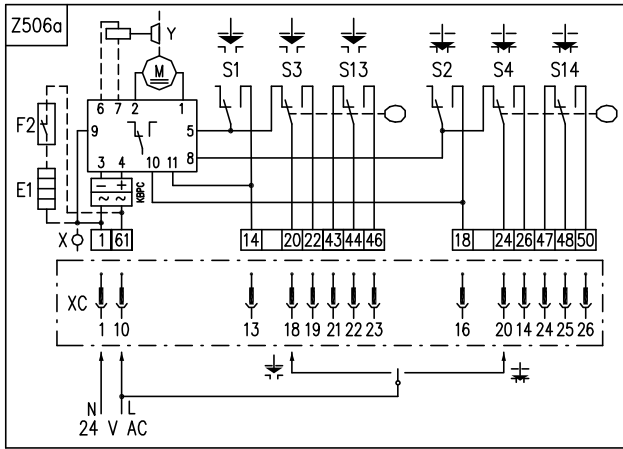 Z506a
Y
M
S1 S3 S13 S2 S4 S14
6 7 2 1
F2
9 5
8
3 4 10 11
E1
− +
~ ~
KBPC
X 1 61 14 20 22 43 44 46 18 24 26 47 48 50
XC
1 10 13 18 19 21 22 23 16 20 14 24 25 26
N L
24 V AC